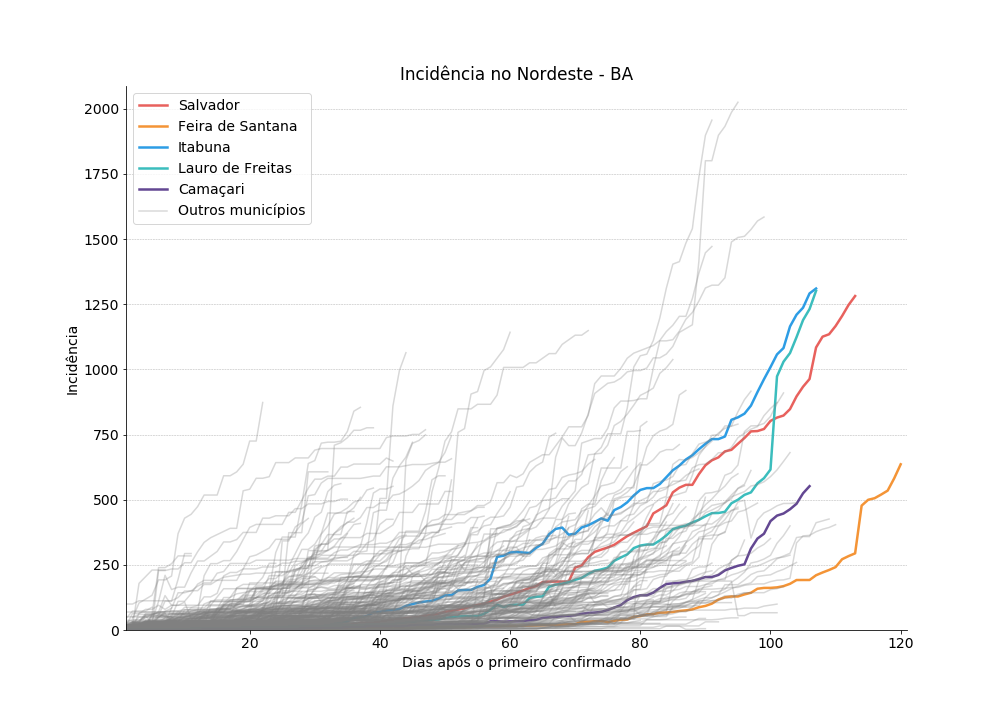 Incidência no Nordeste - BA
Salvador
Feira de Santana
Itabuna
Lauro de Freitas
Camaçari
Outros municípios
Incidência
2000
1750
1500
1250
1000
750
500
250
0
20
40
60
80
100
120
Dias após o primeiro confirmado